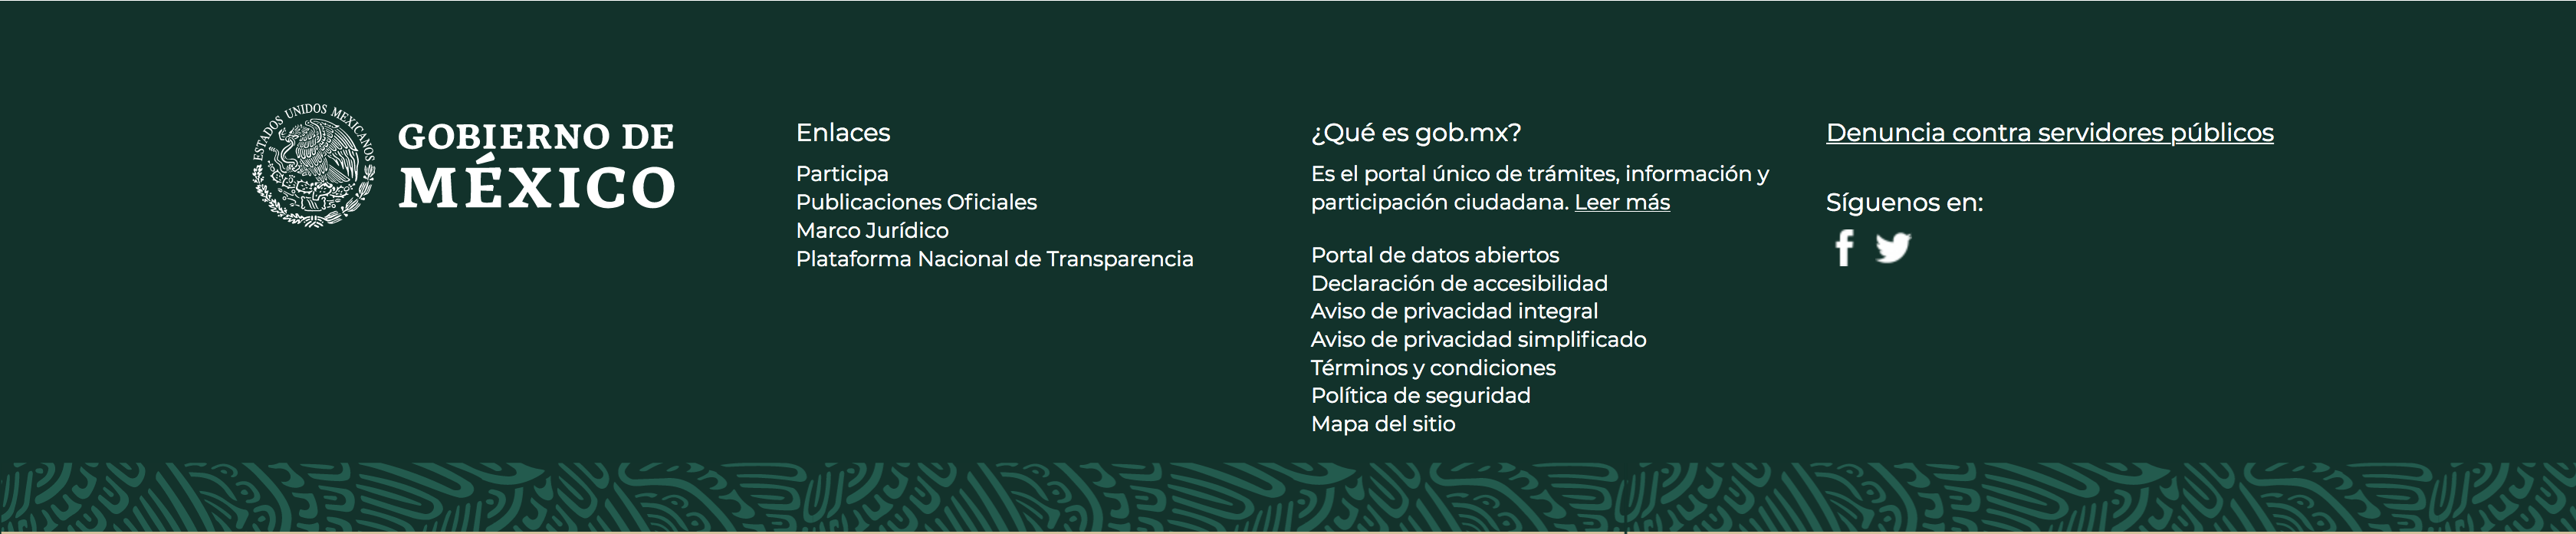 ESTADOS UNIDOS MEXICANOS
GOBIERNO DE
MÉXICO
Enlaces
Participa
Publicaciones Oficiales
Marco Jurídico
Plataforma Nacional de Transparencia
¿Qué es gob.mx?
Es el portal único de trámites, información y
participación ciudadana. Leer más
Portal de datos abiertos
Declaración de accesibilidad
Aviso de privacidad integral
Aviso de privacidad simplificado
Términos y condiciones
Política de seguridad
Mapa del sitio
Denuncia contra servidores públicos
Síguenos en: